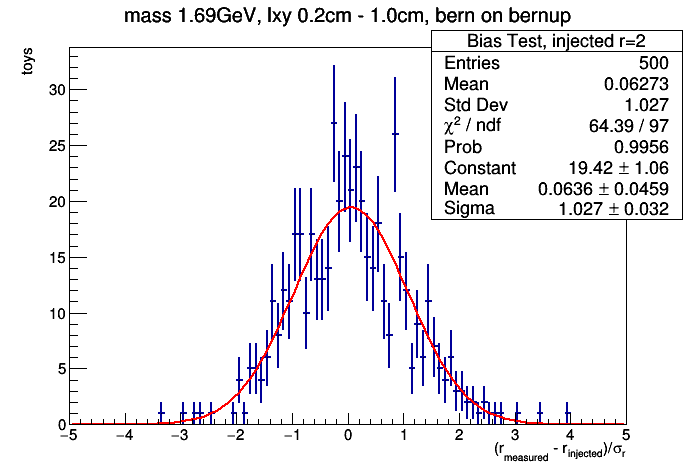 mass 1.69GeV, lxy 0.2cm - 1.0cm, bern on bernup
toys
Bias Test, injected r=2
Entries 500
Mean 0.06273
Std Dev 1.027
χ² / ndf 64.39 / 97
Prob 0.9956
Constant 19.42 ± 1.06
Mean 0.0636 ± 0.0459
Sigma 1.027 ± 0.032
30
25
20
15
10
5
0
−5 −4 −3 −2 −1 0 1 2 3 4 5
(r_measured - r_injected)/σ_r